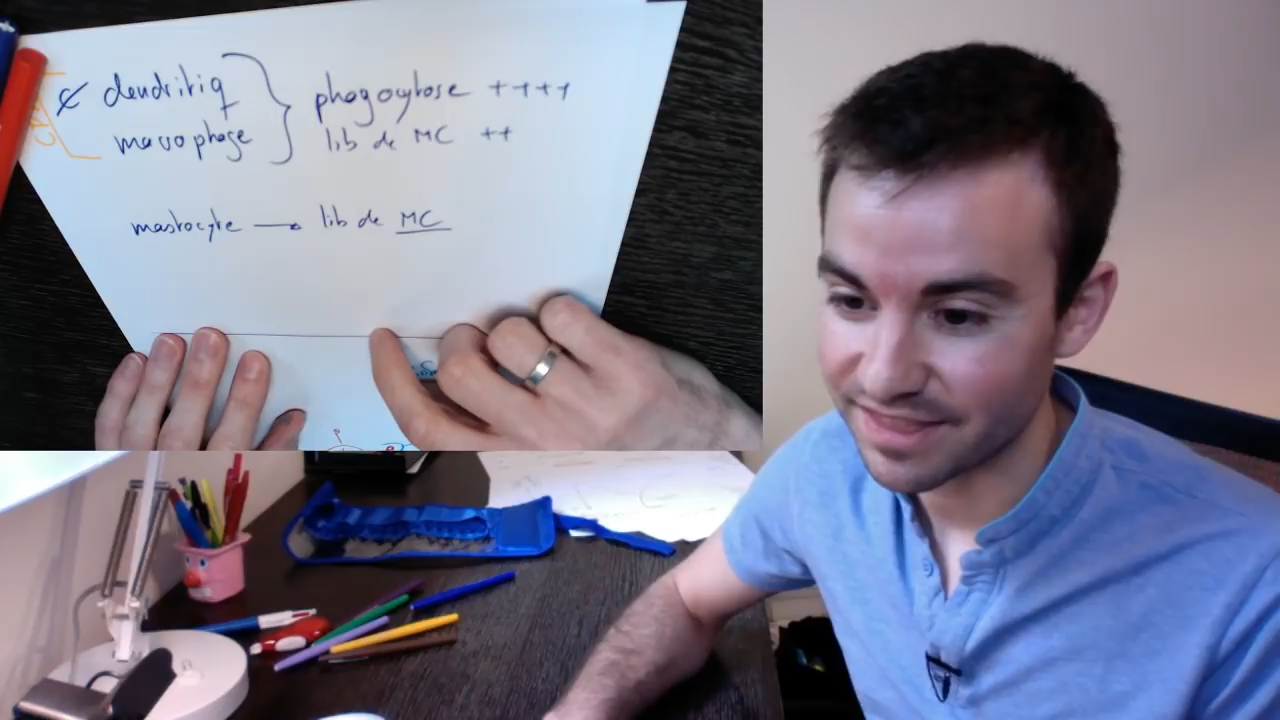 ¢ dendritiq } phagocytose ++++
macrophage lib de MC ++
mastocyte → lib de MC